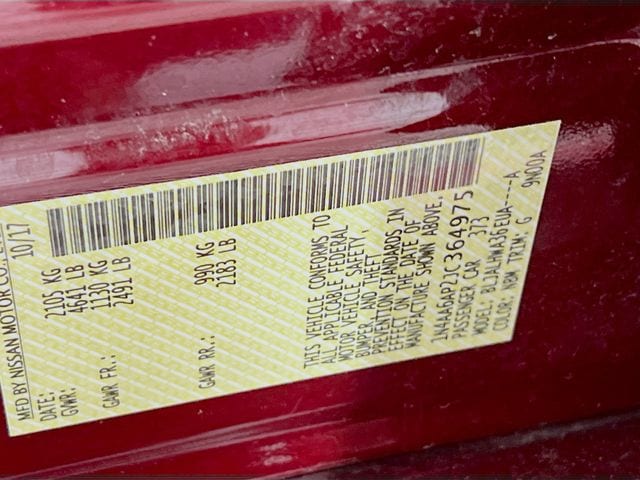 MFD BY NISSAN MOTOR CO.
DATE: 10/17
GVWR: 2105 KG
4641 LB
GAWR FR.: 1130 KG
2491 LB
GAWR RR.: 990 KG
2183 LB
THIS VEHICLE CONFORMS TO
ALL APPLICABLE FEDERAL
MOTOR VEHICLE SAFETY,
BUMPER, AND THEFT
PREVENTION STANDARDS IN
EFFECT ON THE DATE OF
MANUFACTURE SHOWN ABOVE.
1N4AA6AP2JC364975
PASSENGER CAR 373
MODEL: BLJALHWA36EUA----A
COLOR: NBM TRIM: G 9N00A